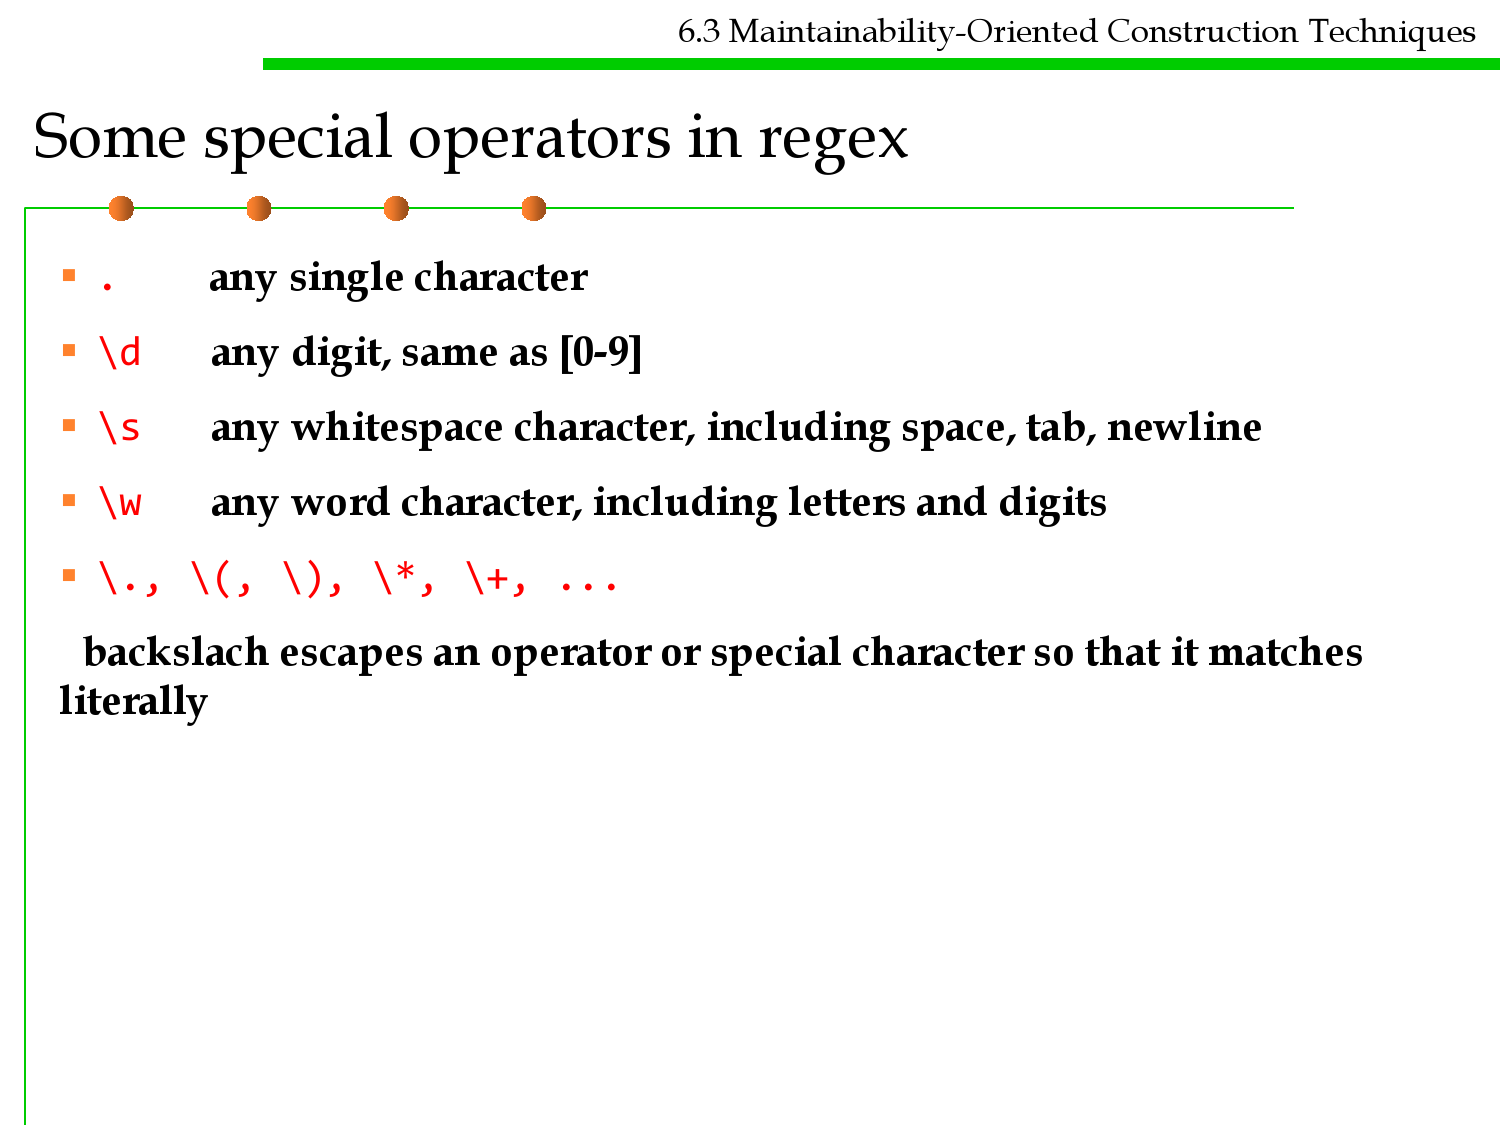 6.3 Maintainability-Oriented Construction Techniques
Some special operators in regex
. any single character
\d any digit, same as [0-9]
\s any whitespace character, including space, tab, newline
\w any word character, including letters and digits
\., \(, \), \*, \+, ...
backslach escapes an operator or special character so that it matches
literally